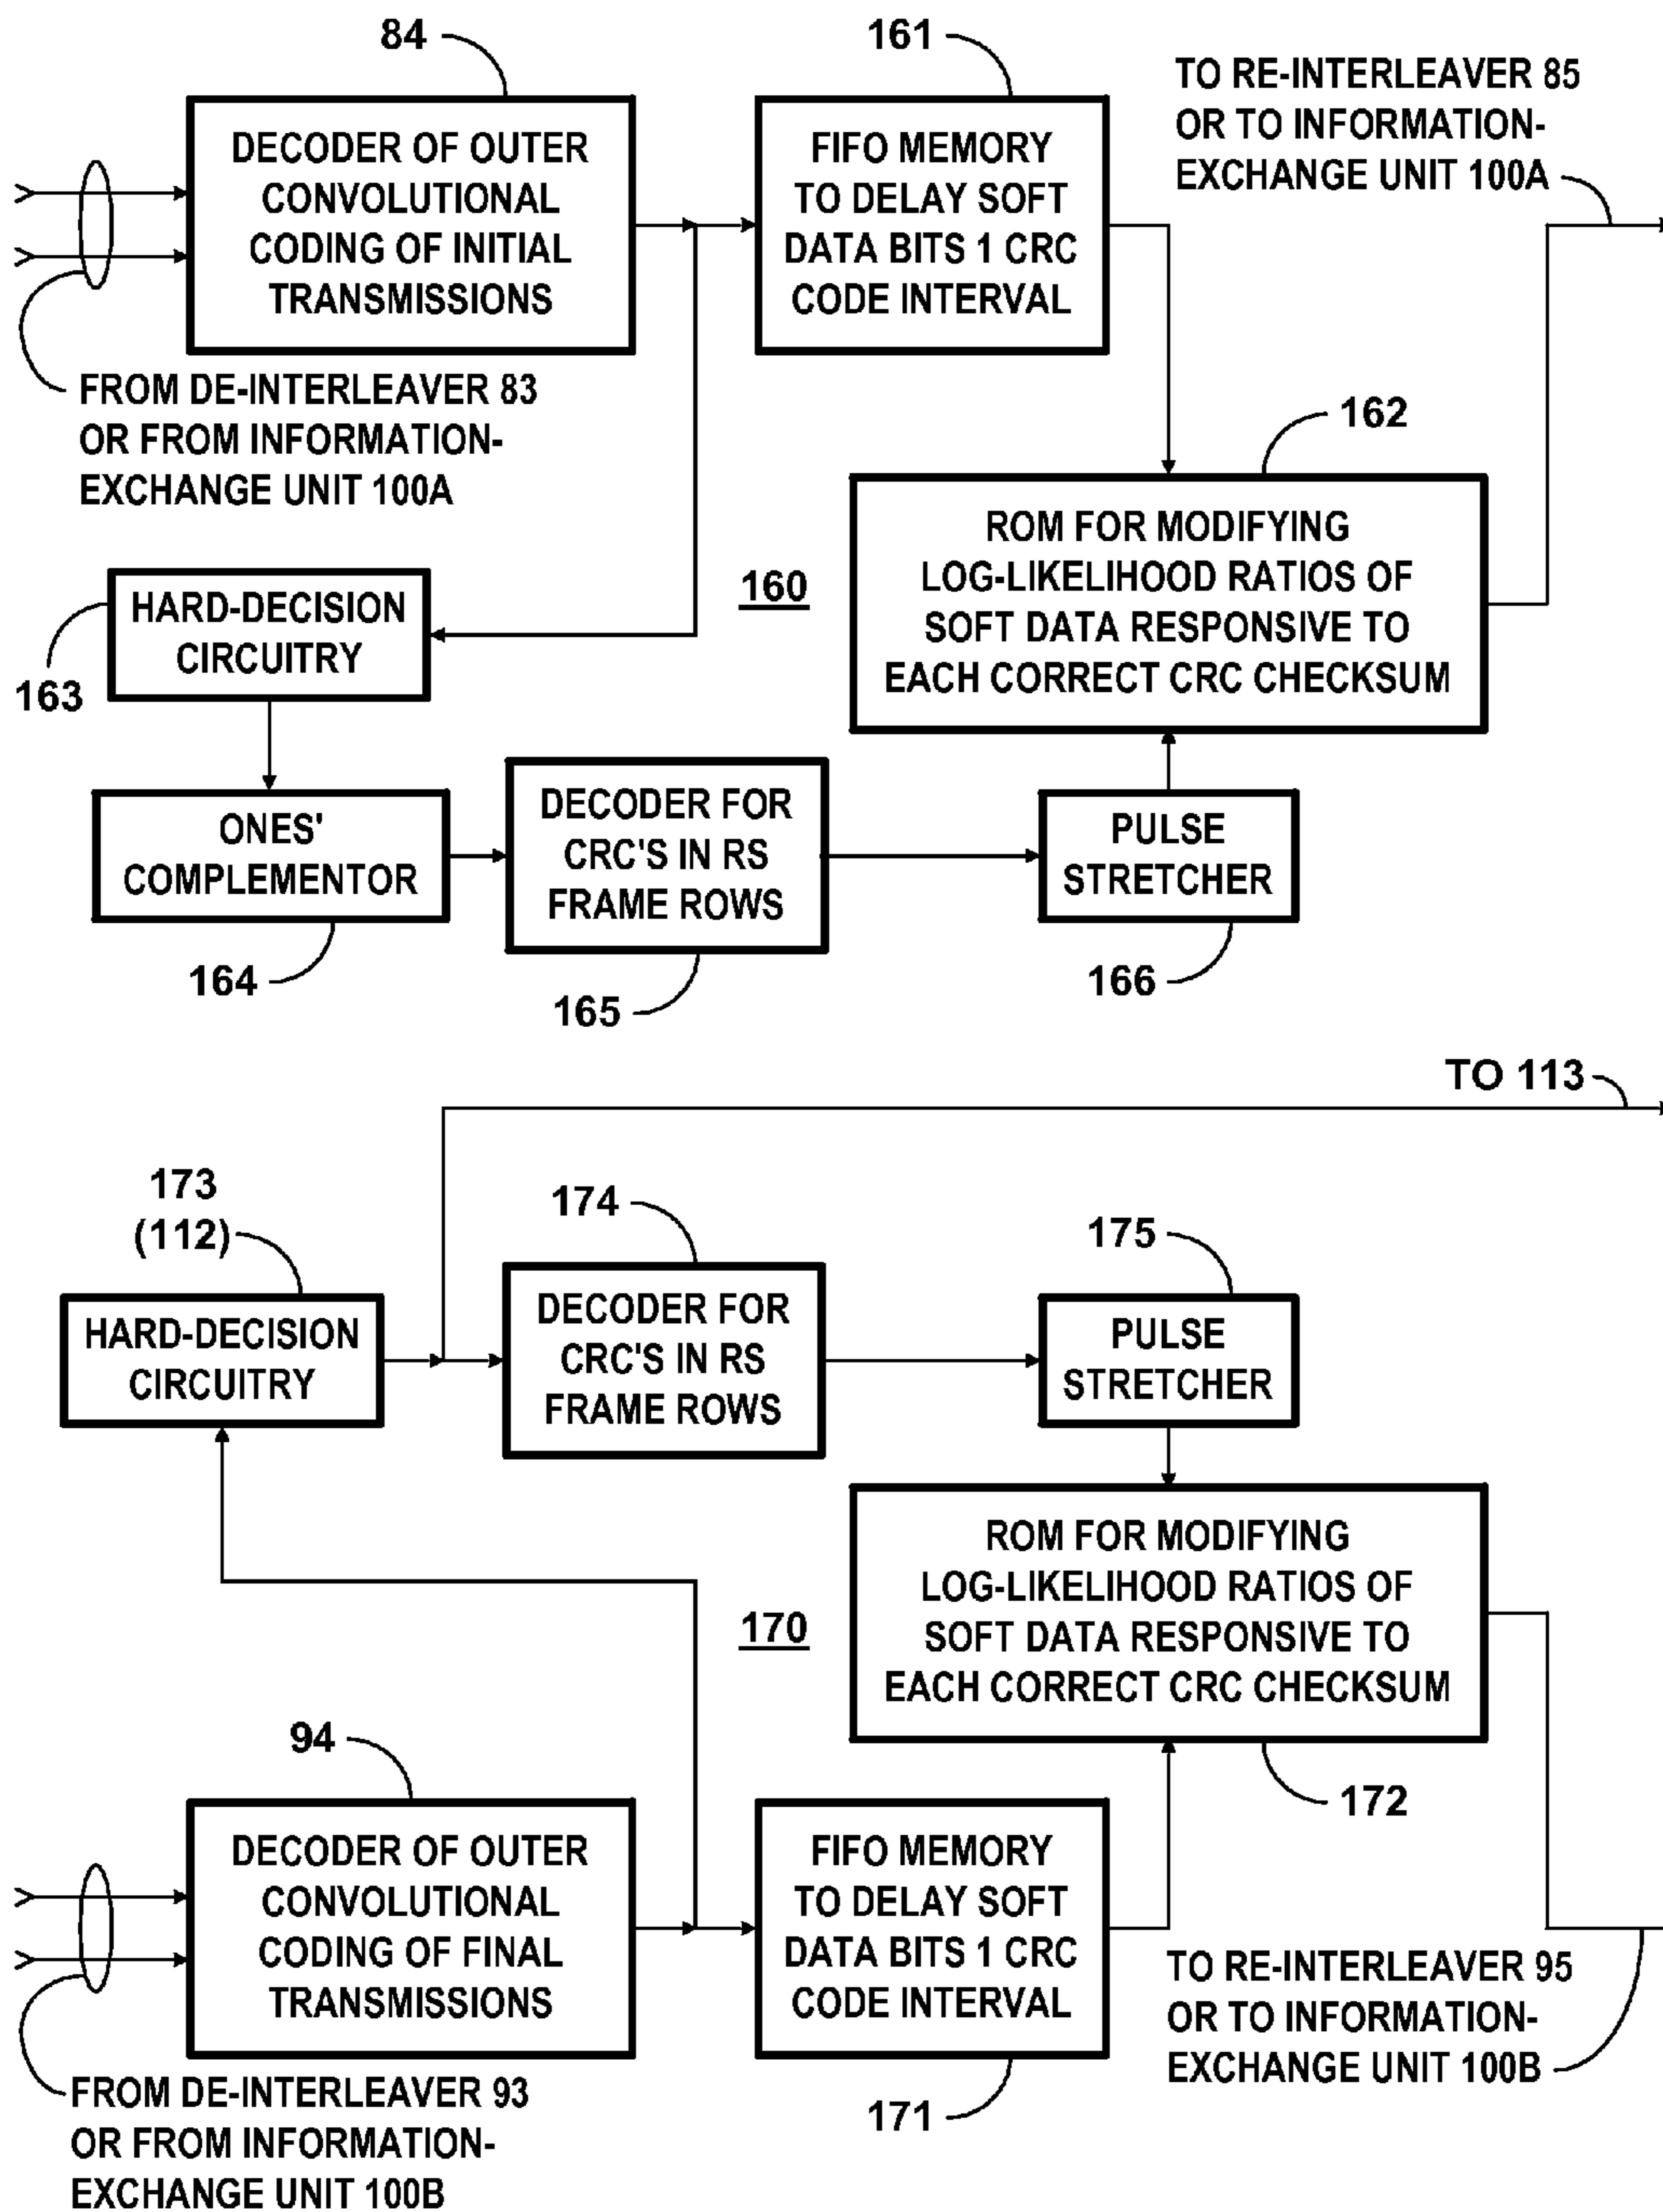 84
161
TO RE-INTERLEAVER 85
OR TO INFORMATION-
EXCHANGE UNIT 100A
DECODER OF OUTER
CONVOLUTIONAL
CODING OF INITIAL
TRANSMISSIONS
FIFO MEMORY
TO DELAY SOFT
DATA BITS 1 CRC
CODE INTERVAL
FROM DE-INTERLEAVER 83
OR FROM INFORMATION-
EXCHANGE UNIT 100A
162
ROM FOR MODIFYING
LOG-LIKELIHOOD RATIOS OF
SOFT DATA RESPONSIVE TO
EACH CORRECT CRC CHECKSUM
160
HARD-DECISION
CIRCUITRY
163
ONES'
COMPLEMENTOR
164
DECODER FOR
CRC'S IN RS
FRAME ROWS
165
PULSE
STRETCHER
166
TO 113
173
(112)
174
175
HARD-DECISION
CIRCUITRY
DECODER FOR
CRC'S IN RS
FRAME ROWS
PULSE
STRETCHER
ROM FOR MODIFYING
LOG-LIKELIHOOD RATIOS OF
SOFT DATA RESPONSIVE TO
EACH CORRECT CRC CHECKSUM
170
172
94
DECODER OF OUTER
CONVOLUTIONAL
CODING OF FINAL
TRANSMISSIONS
FIFO MEMORY
TO DELAY SOFT
DATA BITS 1 CRC
CODE INTERVAL
171
TO RE-INTERLEAVER 95
OR TO INFORMATION-
EXCHANGE UNIT 100B
FROM DE-INTERLEAVER 93
OR FROM INFORMATION-
EXCHANGE UNIT 100B